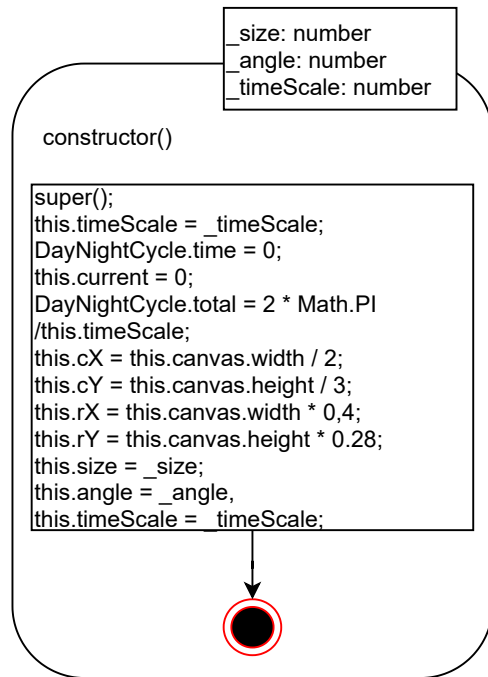 _size: number
_angle: number
_timeScale: number
constructor()
super();
this.timeScale = _timeScale;
DayNightCycle.time = 0;
this.current = 0;
DayNightCycle.total = 2 * Math.PI
/this.timeScale;
this.cX = this.canvas.width / 2;
this.cY = this.canvas.height / 3;
this.rX = this.canvas.width * 0,4;
this.rY = this.canvas.height * 0.28;
this.size = _size;
this.angle = _angle,
this.timeScale = _timeScale;